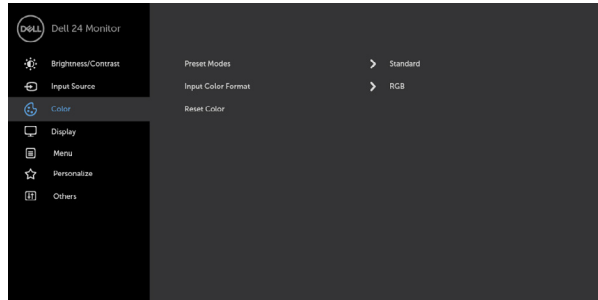 DELL Dell 24 Monitor
Brightness/Contrast Preset Modes Standard
Input Source Input Color Format RGB
Color Reset Color
Display
Menu
Personalize
Others